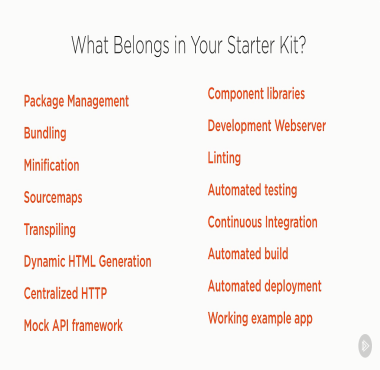 What Belongs in Your Starter Kit?
Package Management
Bundling
Minification
Sourcemaps
Transpiling
Dynamic HTML Generation
Centralized HTTP
Mock API framework
Component libraries
Development Webserver
Linting
Automated testing
Continuous Integration
Automated build
Automated deployment
Working example app